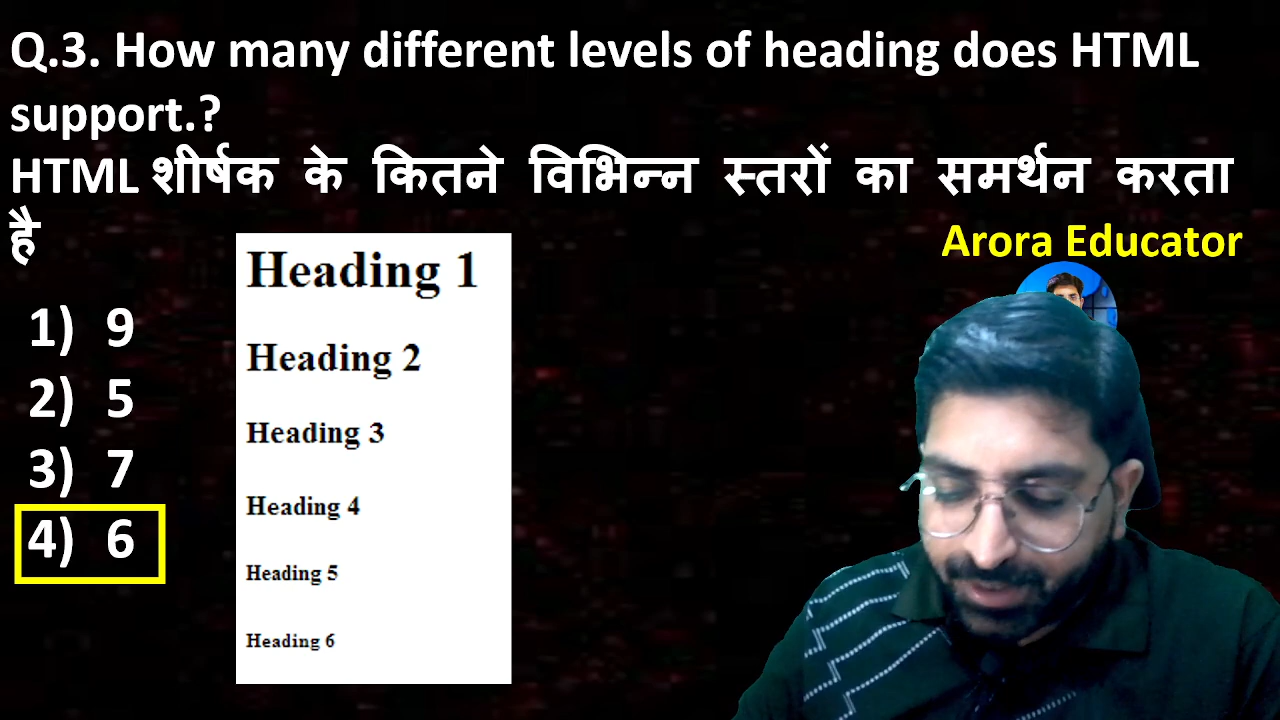 Q.3. How many different levels of heading does HTML
support.?
HTML शीर्षक के कितने विभिन्न स्तरों का समर्थन करता
है
Arora Educator
1) 9
2) 5
3) 7
4) 6
Heading 1
Heading 2
Heading 3
Heading 4
Heading 5
Heading 6